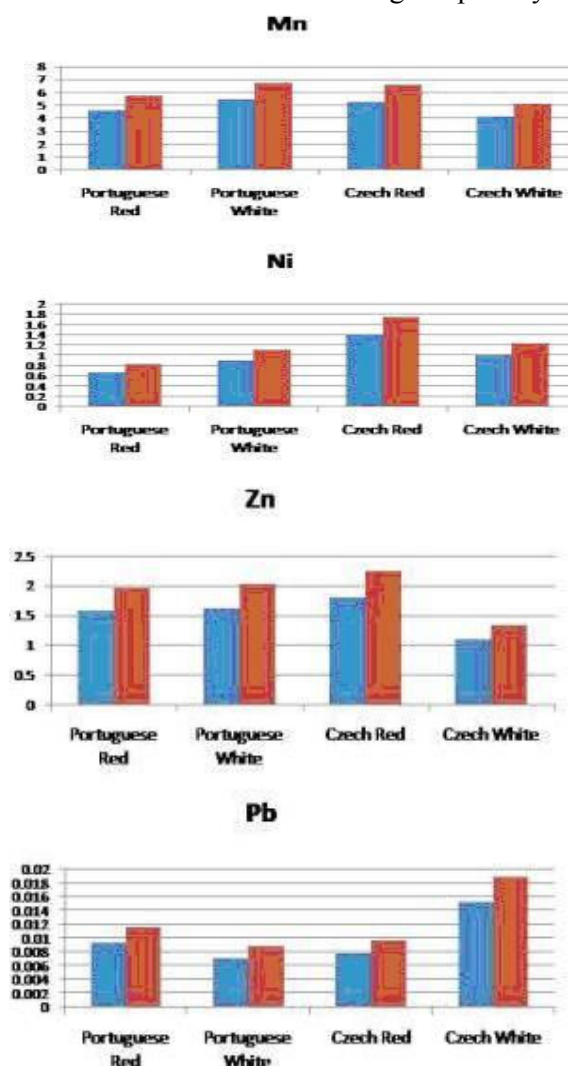 Mn
8
7
6
5
4
3
2
1
0
Portuguese Red
Portuguese White
Czech Red
Czech White
Ni
2
1.8
1.6
1.4
1.2
1
0.8
0.6
0.4
0.2
0
Portuguese Red
Portuguese White
Czech Red
Czech White
Zn
2.5
2
1.5
1
0.5
0
Portuguese Red
Portuguese White
Czech Red
Czech White
Pb
0.02
0.018
0.016
0.014
0.012
0.01
0.008
0.006
0.004
0.002
0
Portuguese Red
Portuguese White
Czech Red
Czech White